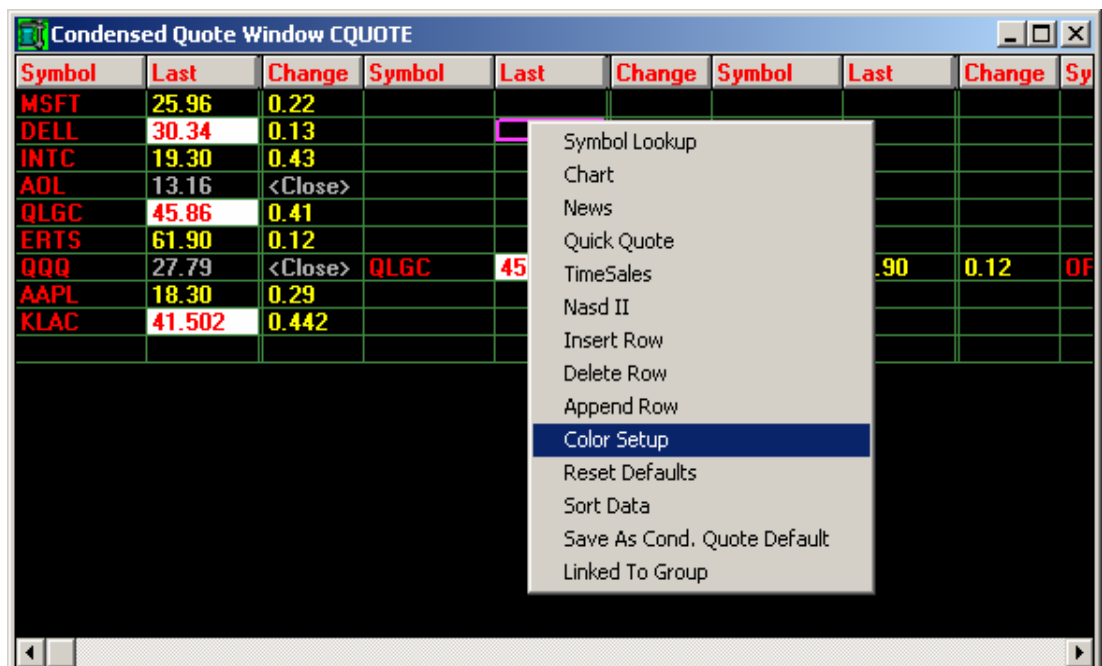 Condensed Quote Window CQUOTE
Symbol Last Change Symbol Last Change Symbol Last Change Sy
MSFT 25.96 0.22
DELL 30.34 0.13
INTC 19.30 0.43
AOL 13.16 <Close>
QLGC 45.86 0.41
ERTS 61.90 0.12
QQQ 27.79 <Close> QLGC 45 .90 0.12 OF
AAPL 18.30 0.29
KLAC 41.502 0.442
Symbol Lookup
Chart
News
Quick Quote
TimeSales
Nasd II
Insert Row
Delete Row
Append Row
Color Setup
Reset Defaults
Sort Data
Save As Cond. Quote Default
Linked To Group